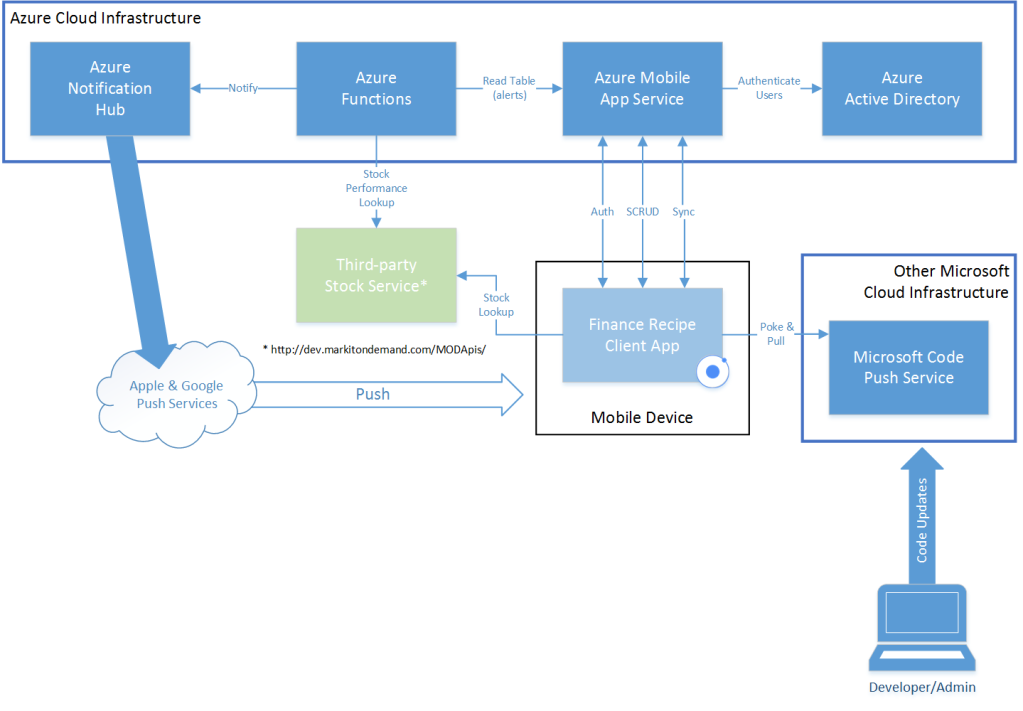 Azure Cloud Infrastructure
Azure
Notification
Hub
Notify
Azure
Functions
Read Table
(alerts)
Azure Mobile
App Service
Authenticate
Users
Azure
Active Directory
Stock
Performance
Lookup
Auth
SCRUD
Sync
Third-party
Stock Service*
* http://dev.markitondemand.com/MODApis/
Stock
Lookup
Finance Recipe
Client App
Mobile Device
Poke &
Pull
Other Microsoft
Cloud Infrastructure
Microsoft Code
Push Service
Apple & Google
Push Services
Push
Code Updates
Developer/Admin